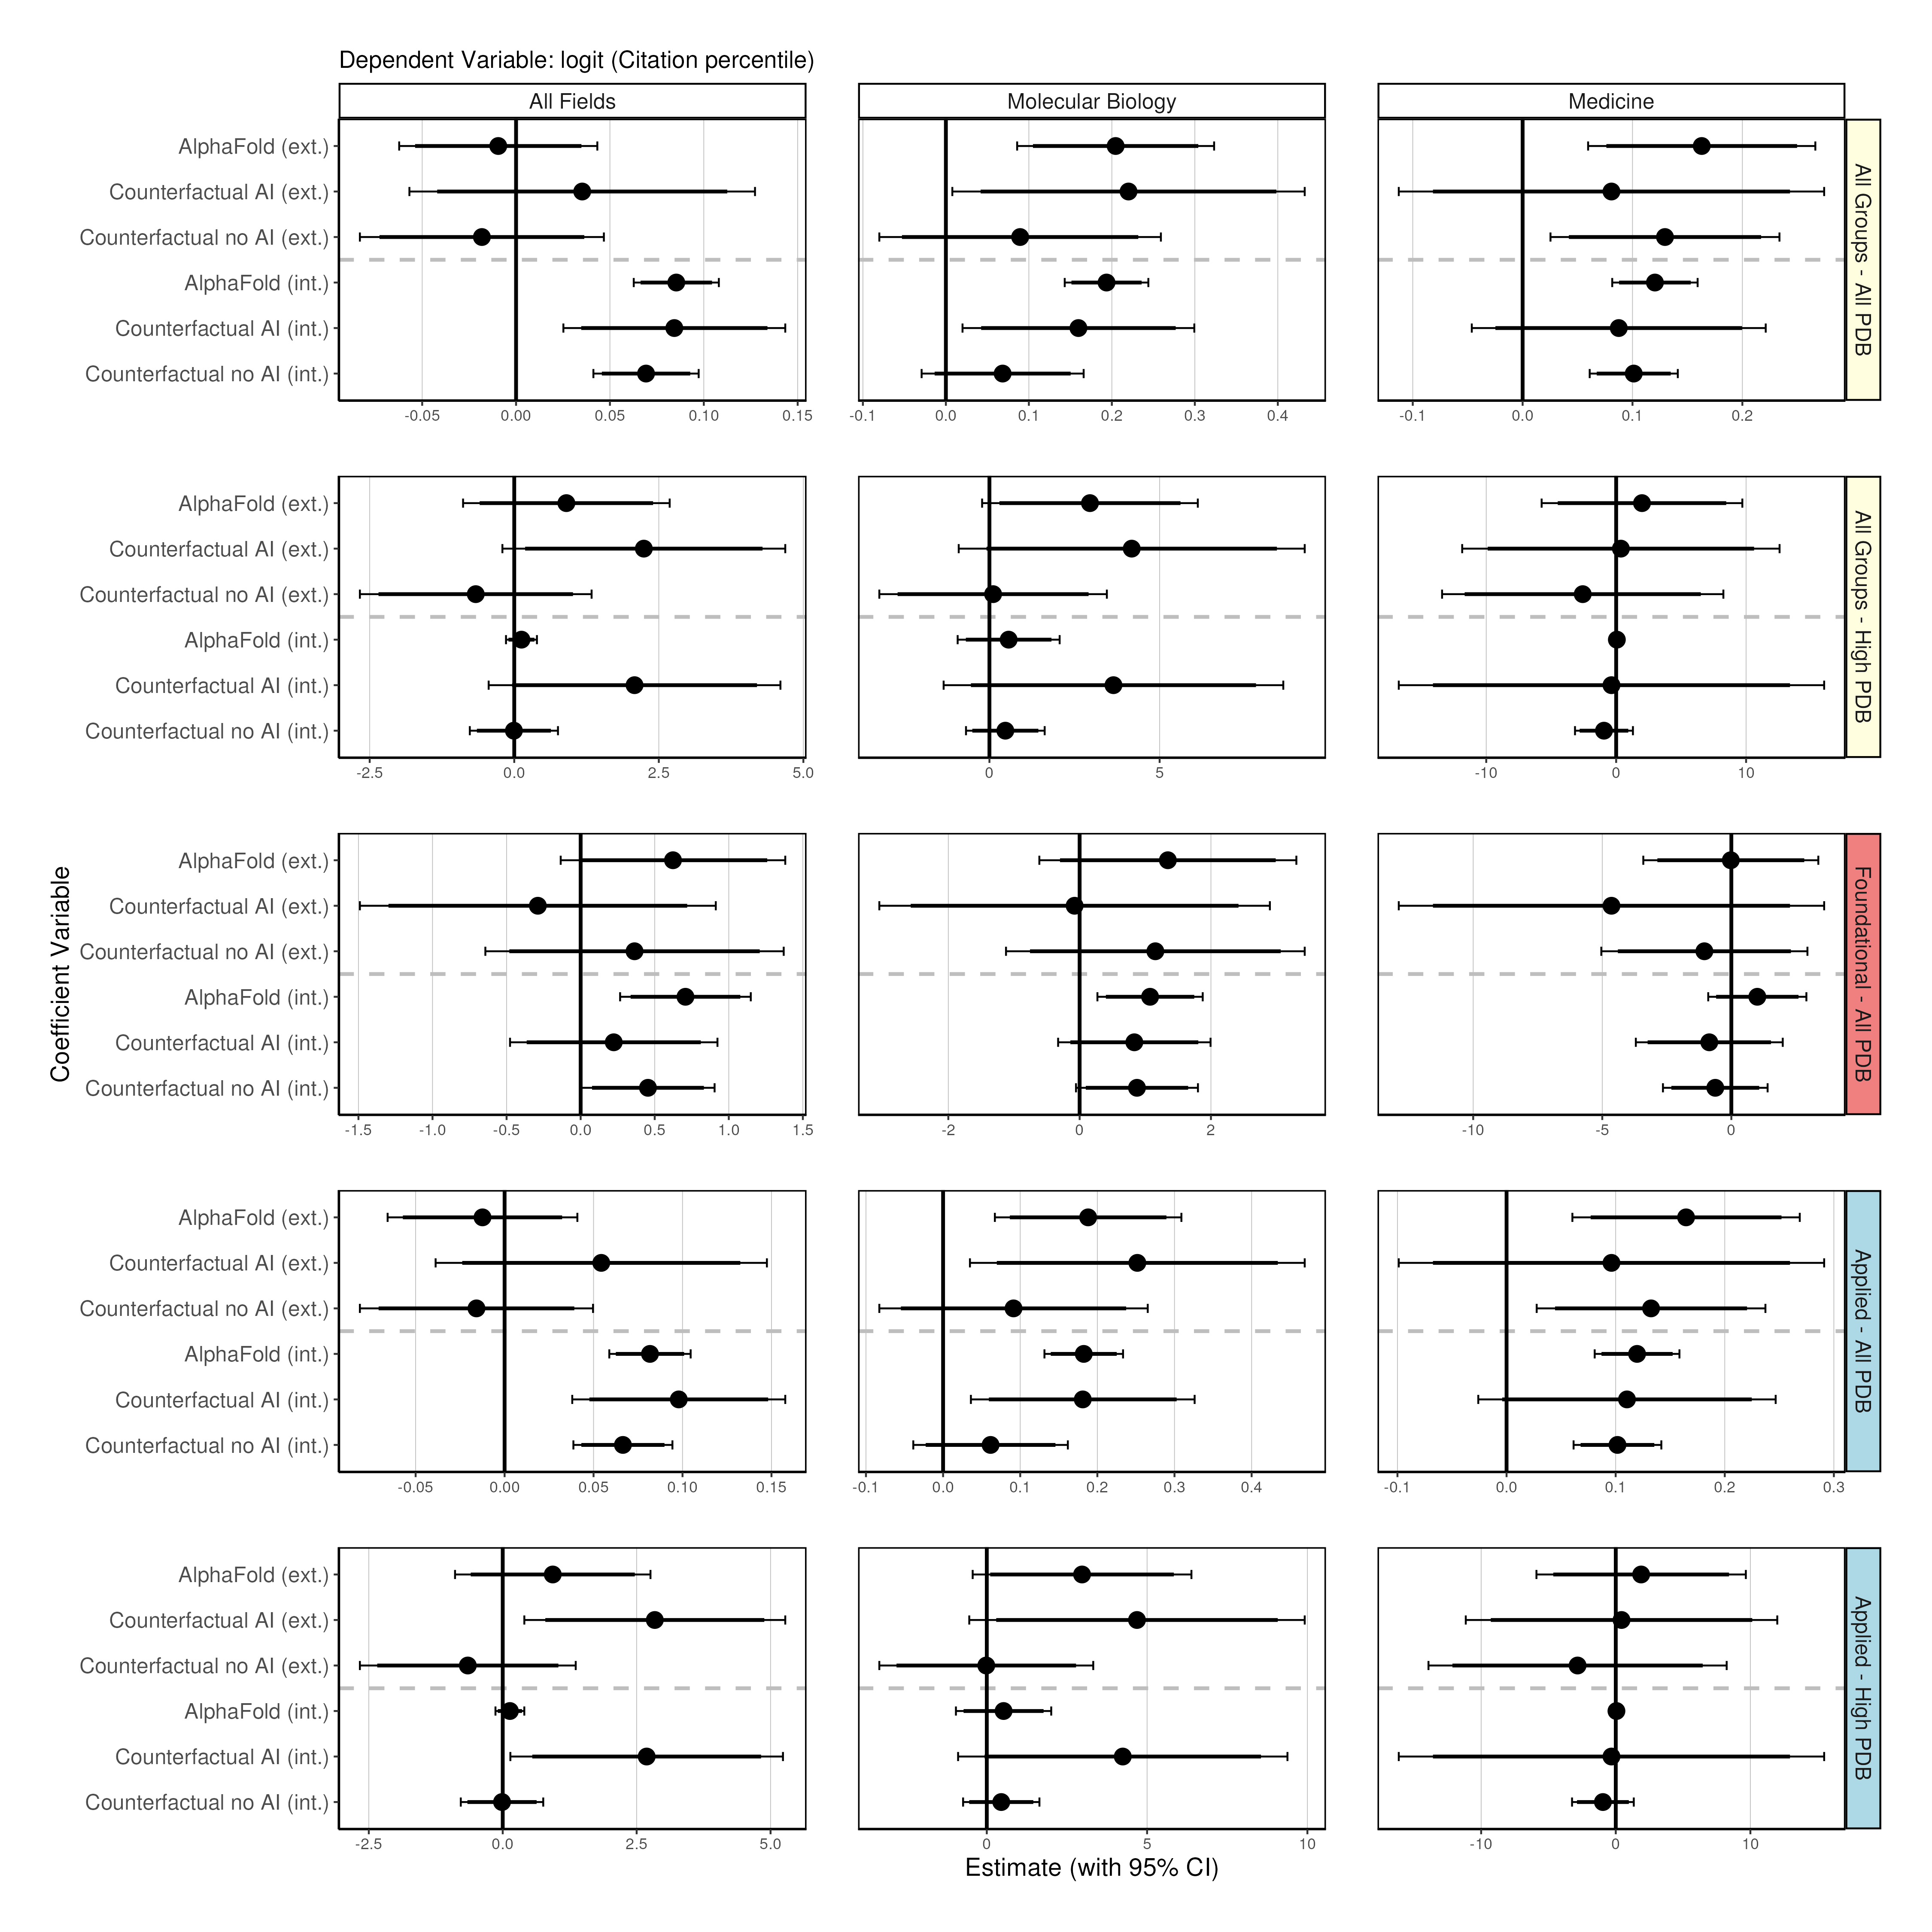 Dependent Variable: logit (Citation percentile)
All Fields
Molecular Biology
Medicine
AlphaFold (ext.)
Counterfactual AI (ext.)
Counterfactual no AI (ext.)
AlphaFold (int.)
Counterfactual AI (int.)
Counterfactual no AI (int.)
-0.05 0.00 0.05 0.10 0.15
-0.1 0.0 0.1 0.2 0.3 0.4
-0.1 0.0 0.1 0.2
All Groups - All PDB
AlphaFold (ext.)
Counterfactual AI (ext.)
Counterfactual no AI (ext.)
AlphaFold (int.)
Counterfactual AI (int.)
Counterfactual no AI (int.)
-2.5 0.0 2.5 5.0
0 5
-10 0 10
All Groups - High PDB
Coefficient Variable
AlphaFold (ext.)
Counterfactual AI (ext.)
Counterfactual no AI (ext.)
AlphaFold (int.)
Counterfactual AI (int.)
Counterfactual no AI (int.)
-1.5 -1.0 -0.5 0.0 0.5 1.0 1.5
-2 0 2
-10 -5 0
Foundational - All PDB
AlphaFold (ext.)
Counterfactual AI (ext.)
Counterfactual no AI (ext.)
AlphaFold (int.)
Counterfactual AI (int.)
Counterfactual no AI (int.)
-0.05 0.00 0.05 0.10 0.15
-0.1 0.0 0.1 0.2 0.3 0.4
-0.1 0.0 0.1 0.2 0.3
Applied - All PDB
AlphaFold (ext.)
Counterfactual AI (ext.)
Counterfactual no AI (ext.)
AlphaFold (int.)
Counterfactual AI (int.)
Counterfactual no AI (int.)
-2.5 0.0 2.5 5.0
0 5 10
-10 0 10
Applied - High PDB
Estimate (with 95% CI)